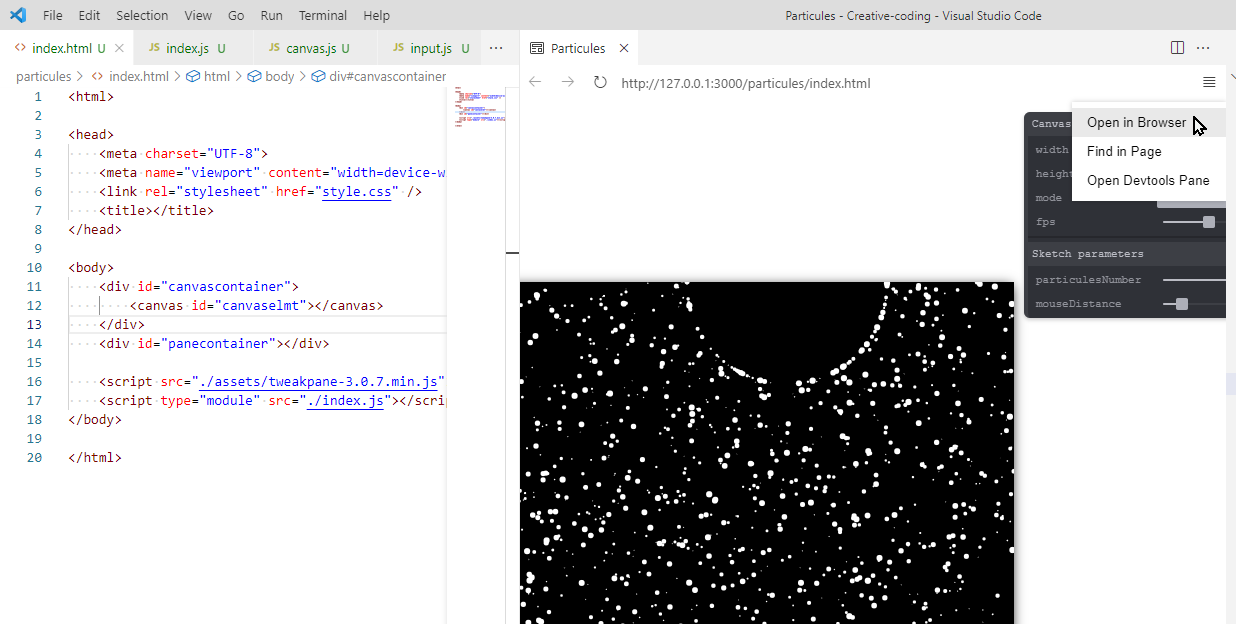 File Edit Selection View Go Run Terminal Help
Particules - Creative-coding - Visual Studio Code
index.html U
JS index.js U
JS canvas.js U
JS input.js U
particules > index.html > html > body > div#canvascontainer
1 <html>
2
3 <head>
4 <meta charset="UTF-8">
5 <meta name="viewport" content="width=device-w
6 <link rel="stylesheet" href="style.css" />
7 <title></title>
8 </head>
9
10 <body>
11 <div id="canvascontainer">
12 <canvas id="canvaselmt"></canvas>
13 </div>
14 <div id="panecontainer"></div>
15
16 <script src="./assets/tweakpane-3.0.7.min.js"
17 <script type="module" src="./index.js"></scri
18 </body>
19
20 </html>
Particules
http://127.0.0.1:3000/particules/index.html
Open in Browser
Find in Page
Open Devtools Pane
Canvas
width
height
mode
fps
Sketch parameters
particulesNumber
mouseDistance